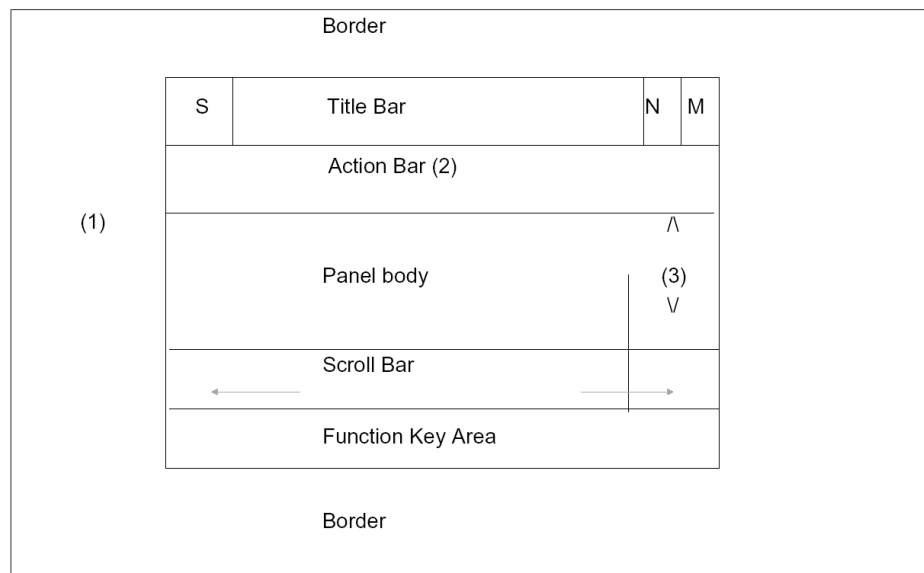 Border
S Title Bar N M
Action Bar (2)
(1) /\
Panel body (3)
\/
Scroll Bar
Function Key Area
Border